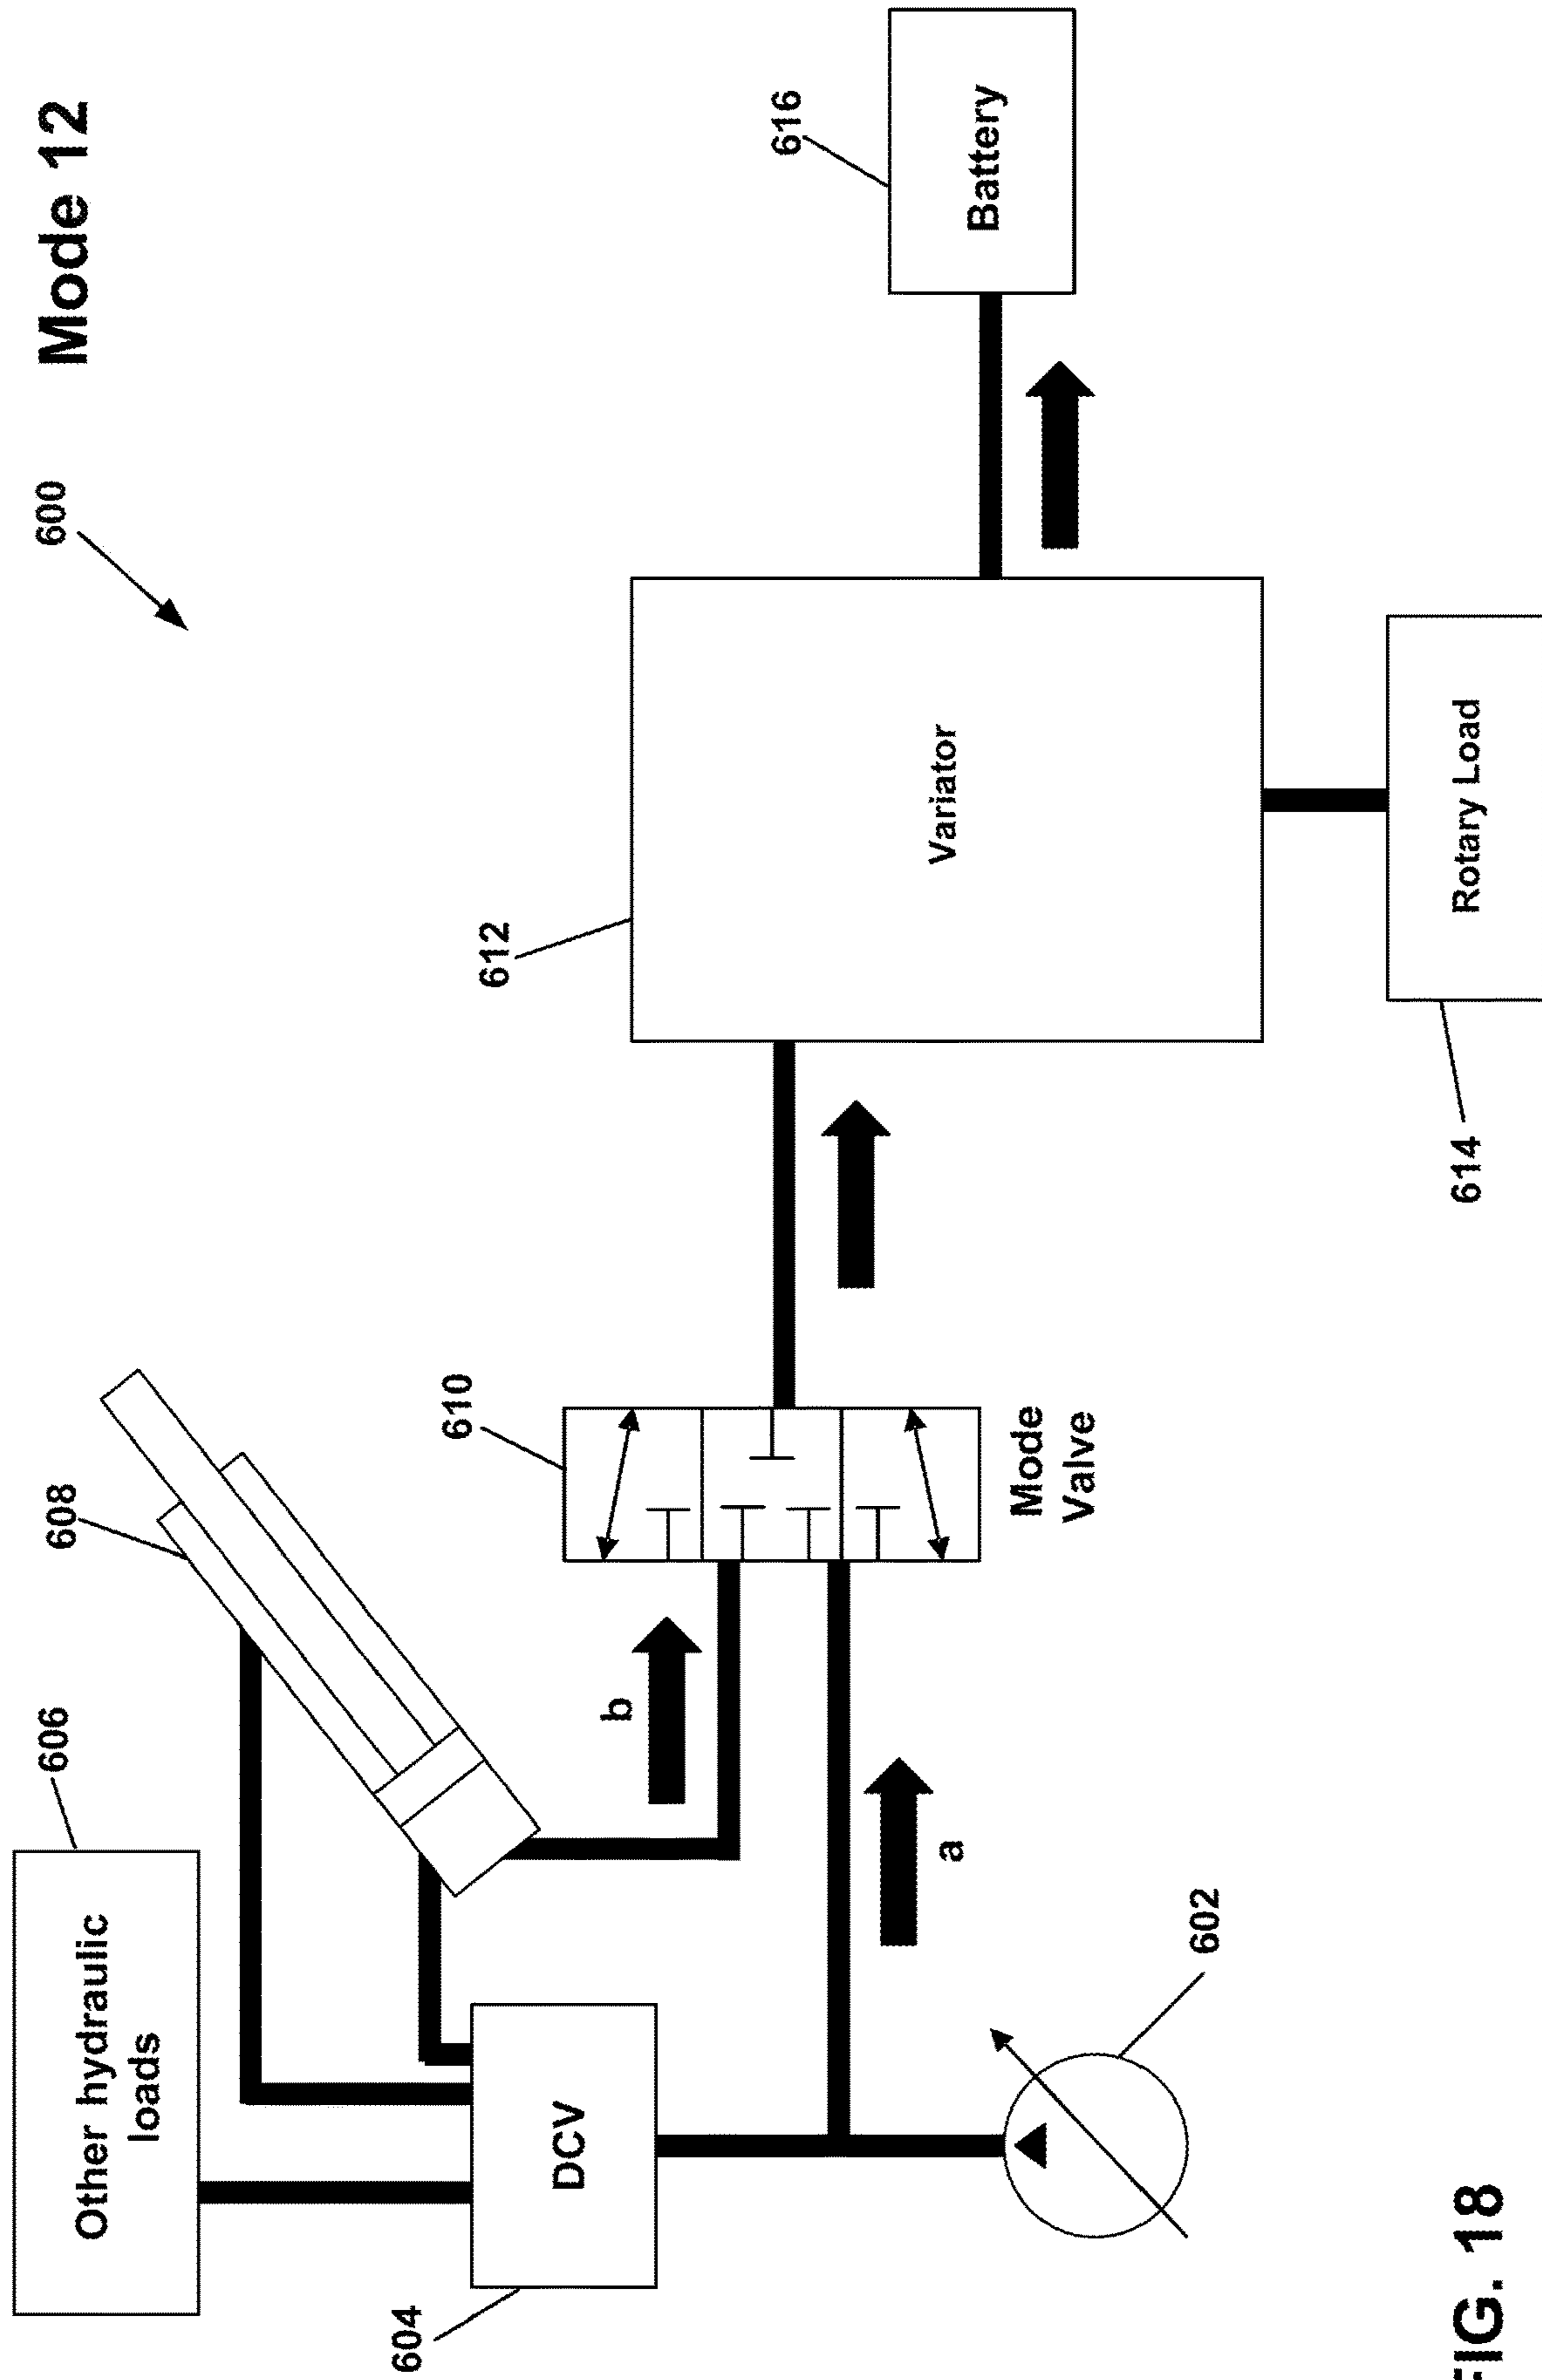 Mode 12
600
606
Other hydraulic
loads
608
604
DCV
610
b
a
Mode
Valve
602
612
Variator
616
Battery
614
Rotary Load
FIG. 18